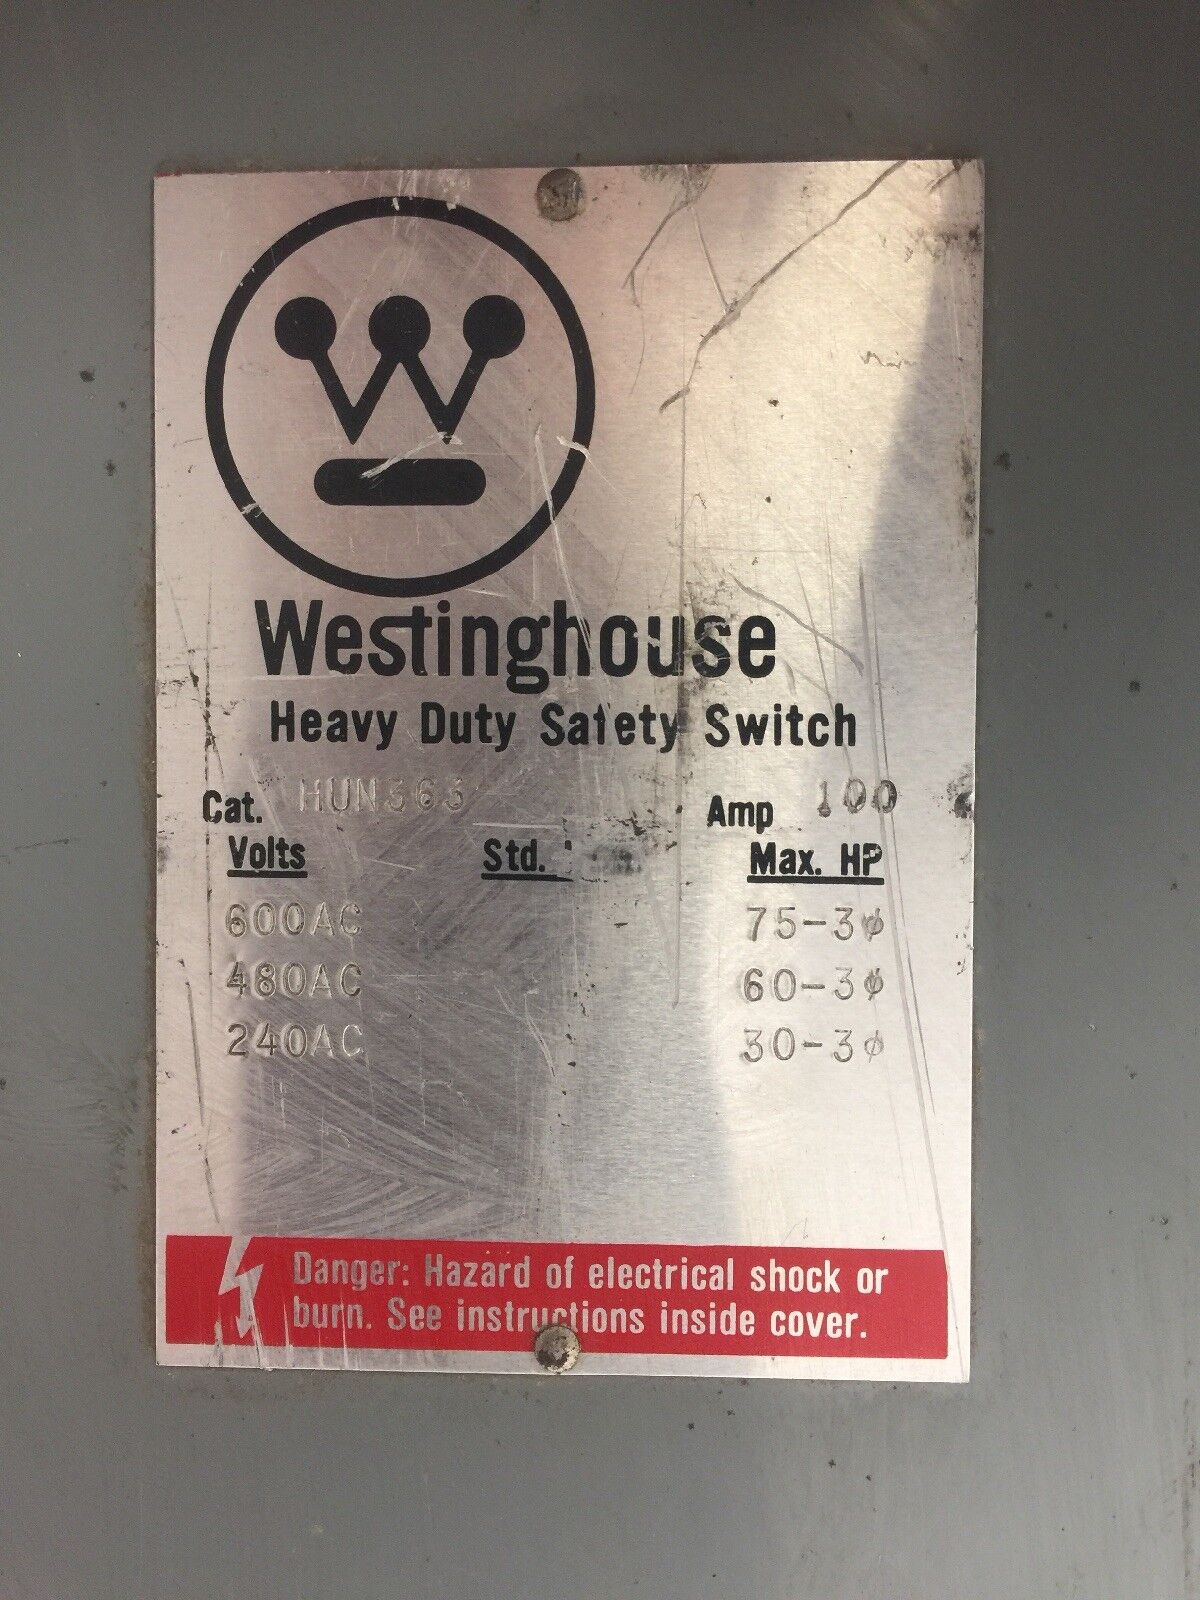 Westinghouse
Heavy Duty Safety Switch
Cat. HUN363 Amp 100
Volts Std. Max. HP
600AC 75-3φ
480AC 60-3φ
240AC 30-3φ
Danger: Hazard of electrical shock or
burn. See instructions inside cover.